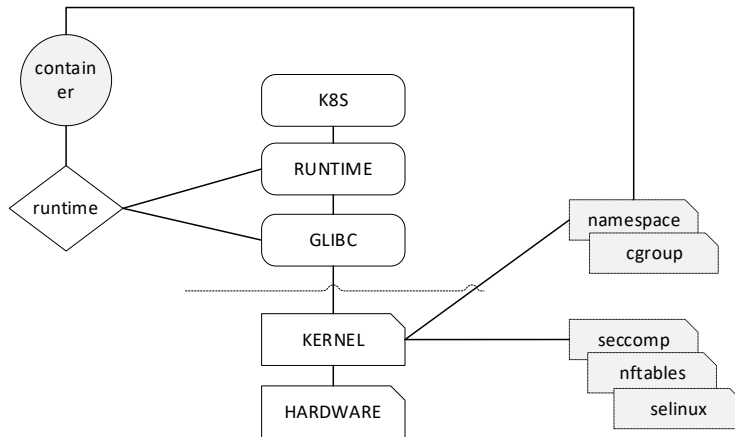 contain
er
K8S
RUNTIME
runtime
namespace
GLIBC
cgroup
KERNEL
seccomp
nftables
HARDWARE
selinux